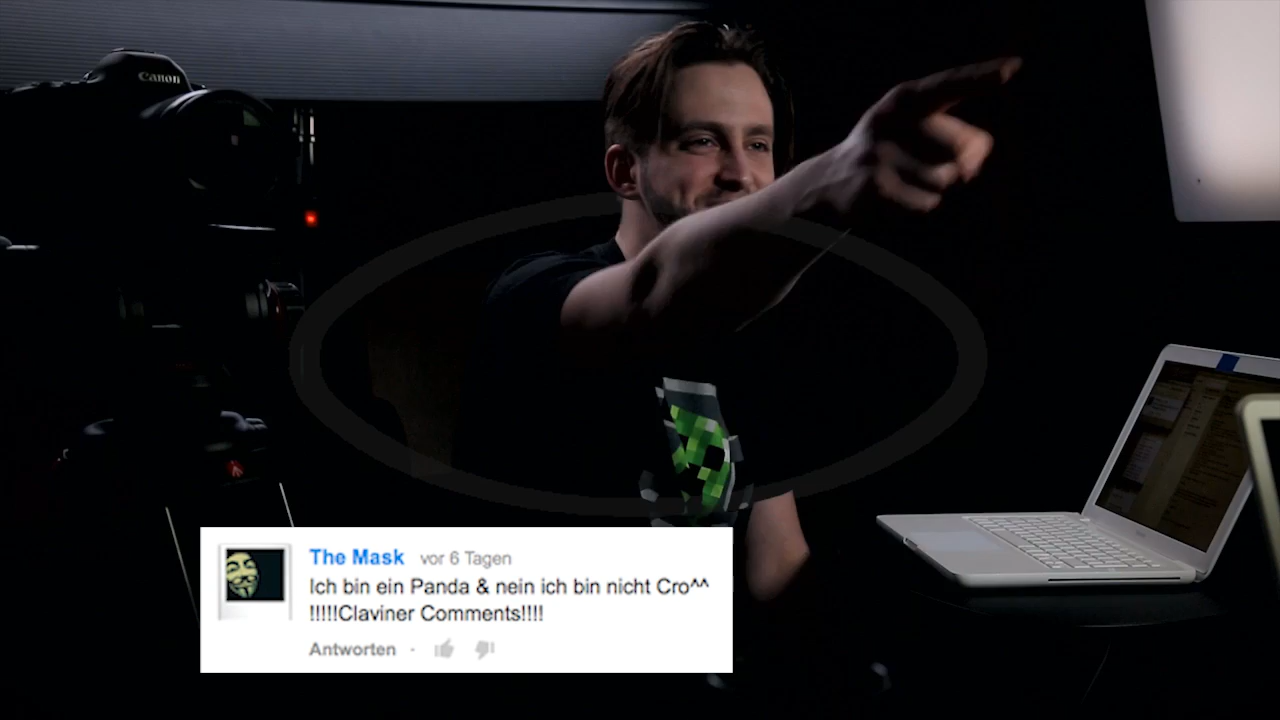 Canon
The Mask vor 6 Tagen
Ich bin ein Panda & nein ich bin nicht Cro^^
!!!!!Claviner Comments!!!!
Antworten ·